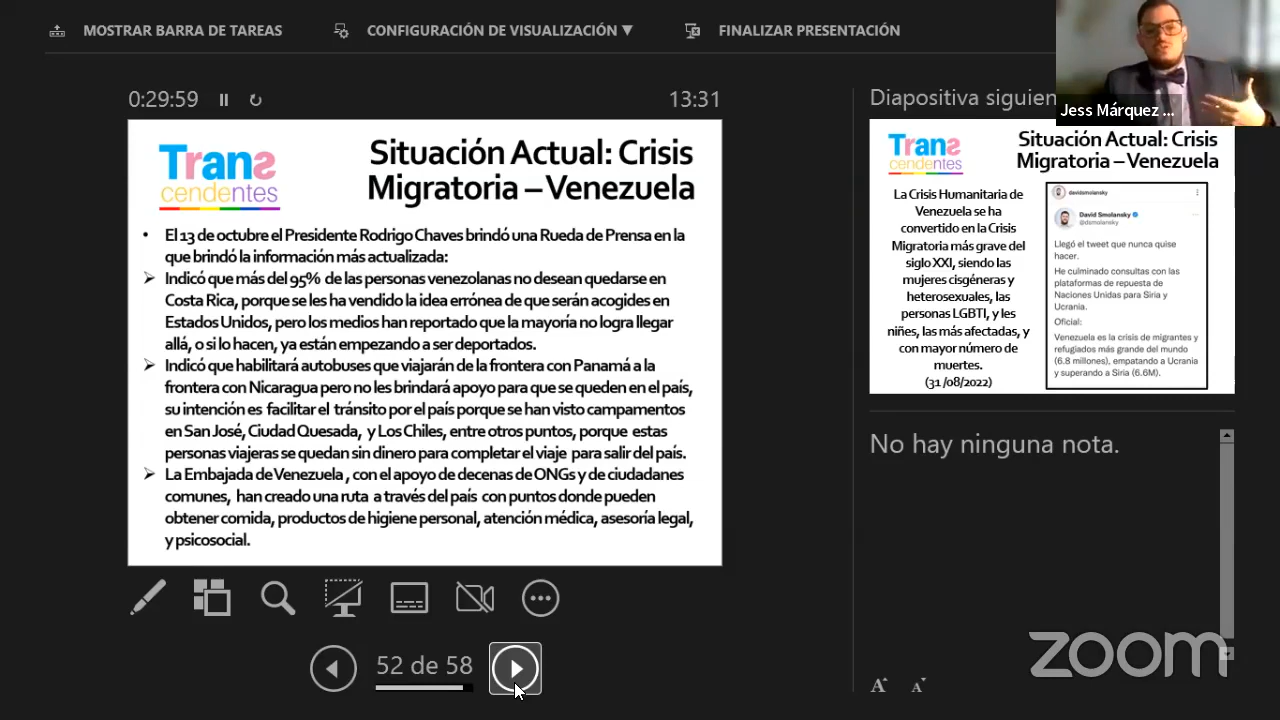 MOSTRAR BARRA DE TAREAS
CONFIGURACIÓN DE VISUALIZACIÓN ▼
FINALIZAR PRESENTACIÓN
Jess Márquez ...
0:29:59
13:31
Trans
cendentes
Situación Actual: Crisis
Migratoria – Venezuela
• El 13 de octubre el Presidente Rodrigo Chaves brindó una Rueda de Prensa en la
que brindó la información más actualizada:
➢ Indicó que más del 95% de las personas venezolanas no desean quedarse en
Costa Rica, porque se les ha vendido la idea errónea de que serán acogides en
Estados Unidos, pero los medios han reportado que la mayoría no logra llegar
allá, o si lo hacen, ya están empezando a ser deportados.
➢ Indicó que habilitará autobuses que viajarán de la frontera con Panamá a la
frontera con Nicaragua pero no les brindará apoyo para que se queden en el país,
su intención es facilitar el tránsito por el país porque se han visto campamentos
en San José, Ciudad Quesada, y Los Chiles, entre otros puntos, porque estas
personas viajeras se quedan sin dinero para completar el viaje para salir del país.
➢ La Embajada de Venezuela , con el apoyo de decenas de ONGs y de ciudadanes
comunes, han creado una ruta a través del país con puntos donde pueden
obtener comida, productos de higiene personal, atención médica, asesoría legal,
y psicosocial.
52 de 58
Diapositiva siguien
Trans
cendentes
Situación Actual: Crisis
Migratoria – Venezuela
La Crisis Humanitaria de
Venezuela se ha
convertido en la Crisis
Migratoria más grave del
siglo XXI, siendo las
mujeres cisgéneras y
heterosexuales, las
personas LGBTI, y les
niñes, las más afectadas, y
con mayor número de
muertes.
(31 /08/2022)
davidsmolansky
David Smolansky
@dsmolansky
Llegó el tweet que nunca quise
hacer.
He culminado consultas con las
plataformas de repuesta de
Naciones Unidas para Siria y
Ucrania.
Oficial:
Venezuela es la crisis de migrantes y
refugiados más grande del mundo
(6.8 millones), empatando a Ucrania
y superando a Siria (6.6M).
No hay ninguna nota.
zoom
A A